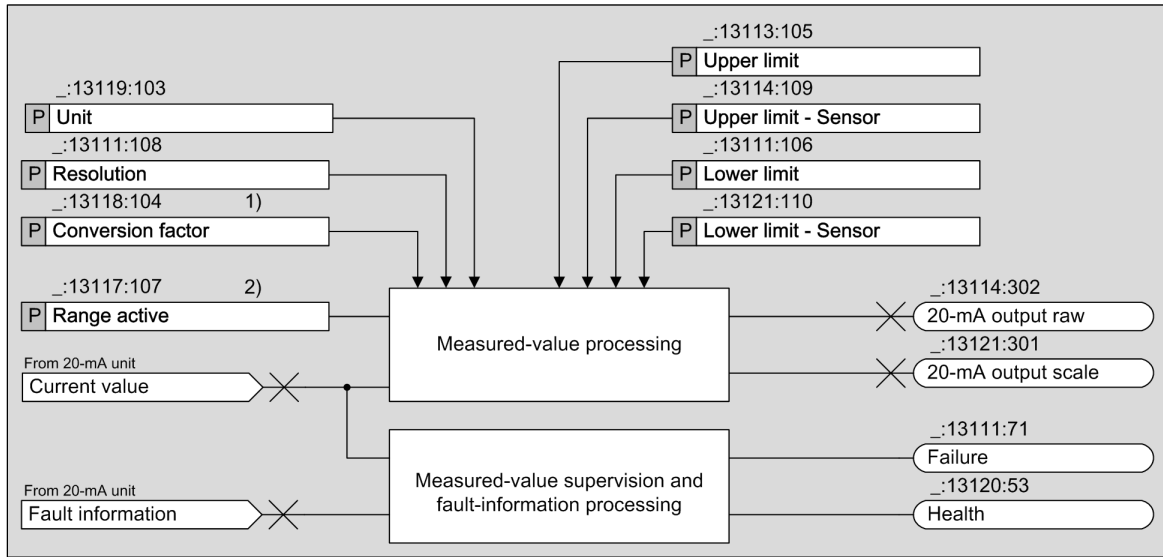 _:13113:105
P Upper limit
_:13119:103
P Unit
_:13114:109
P Upper limit - Sensor
_:13111:108
P Resolution
_:13111:106
P Lower limit
_:13118:104 1)
P Conversion factor
_:13121:110
P Lower limit - Sensor
_:13117:107 2)
P Range active
Measured-value processing
_:13114:302
20-mA output raw
From 20-mA unit
Current value
_:13121:301
20-mA output scale
_:13111:71
Failure
Measured-value supervision and
fault-information processing
From 20-mA unit
Fault information
_:13120:53
Health